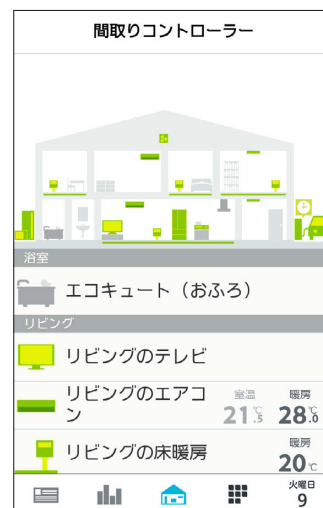 間取りコントローラー
浴室
エコキュート（おふろ）
リビング
リビングのテレビ
リビングのエアコン
室温 21℃.5
暖房 28℃.0
リビングの床暖房
暖房 20℃
火曜日
9